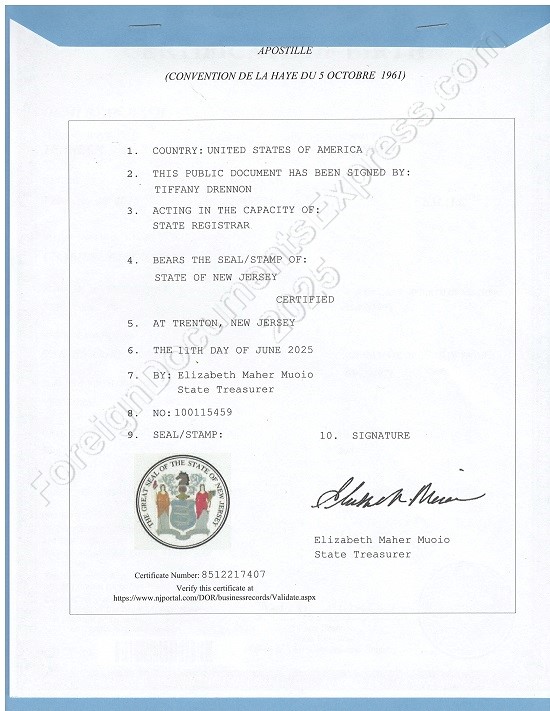 APOSTILLE
(CONVENTION DE LA HAYE DU 5 OCTOBRE 1961)
1. COUNTRY: UNITED STATES OF AMERICA
2. THIS PUBLIC DOCUMENT HAS BEEN SIGNED BY:
TIFFANY DRENNON
3. ACTING IN THE CAPACITY OF:
STATE REGISTRAR
4. BEARS THE SEAL/STAMP OF:
STATE OF NEW JERSEY
CERTIFIED
5. AT TRENTON, NEW JERSEY
6. THE 11TH DAY OF JUNE 2025
7. BY: Elizabeth Maher Muoio
State Treasurer
8. NO: 100115459
9. SEAL/STAMP:
10. SIGNATURE
THE GREAT SEAL OF THE STATE OF NEW JERSEY
Elizabeth Maher Muoio
State Treasurer
Certificate Number: 8512217407
Verify this certificate at
https://www.njportal.com/DOR/businessrecords/Validate.aspx
ForeignDocumentsExpress.com
2025